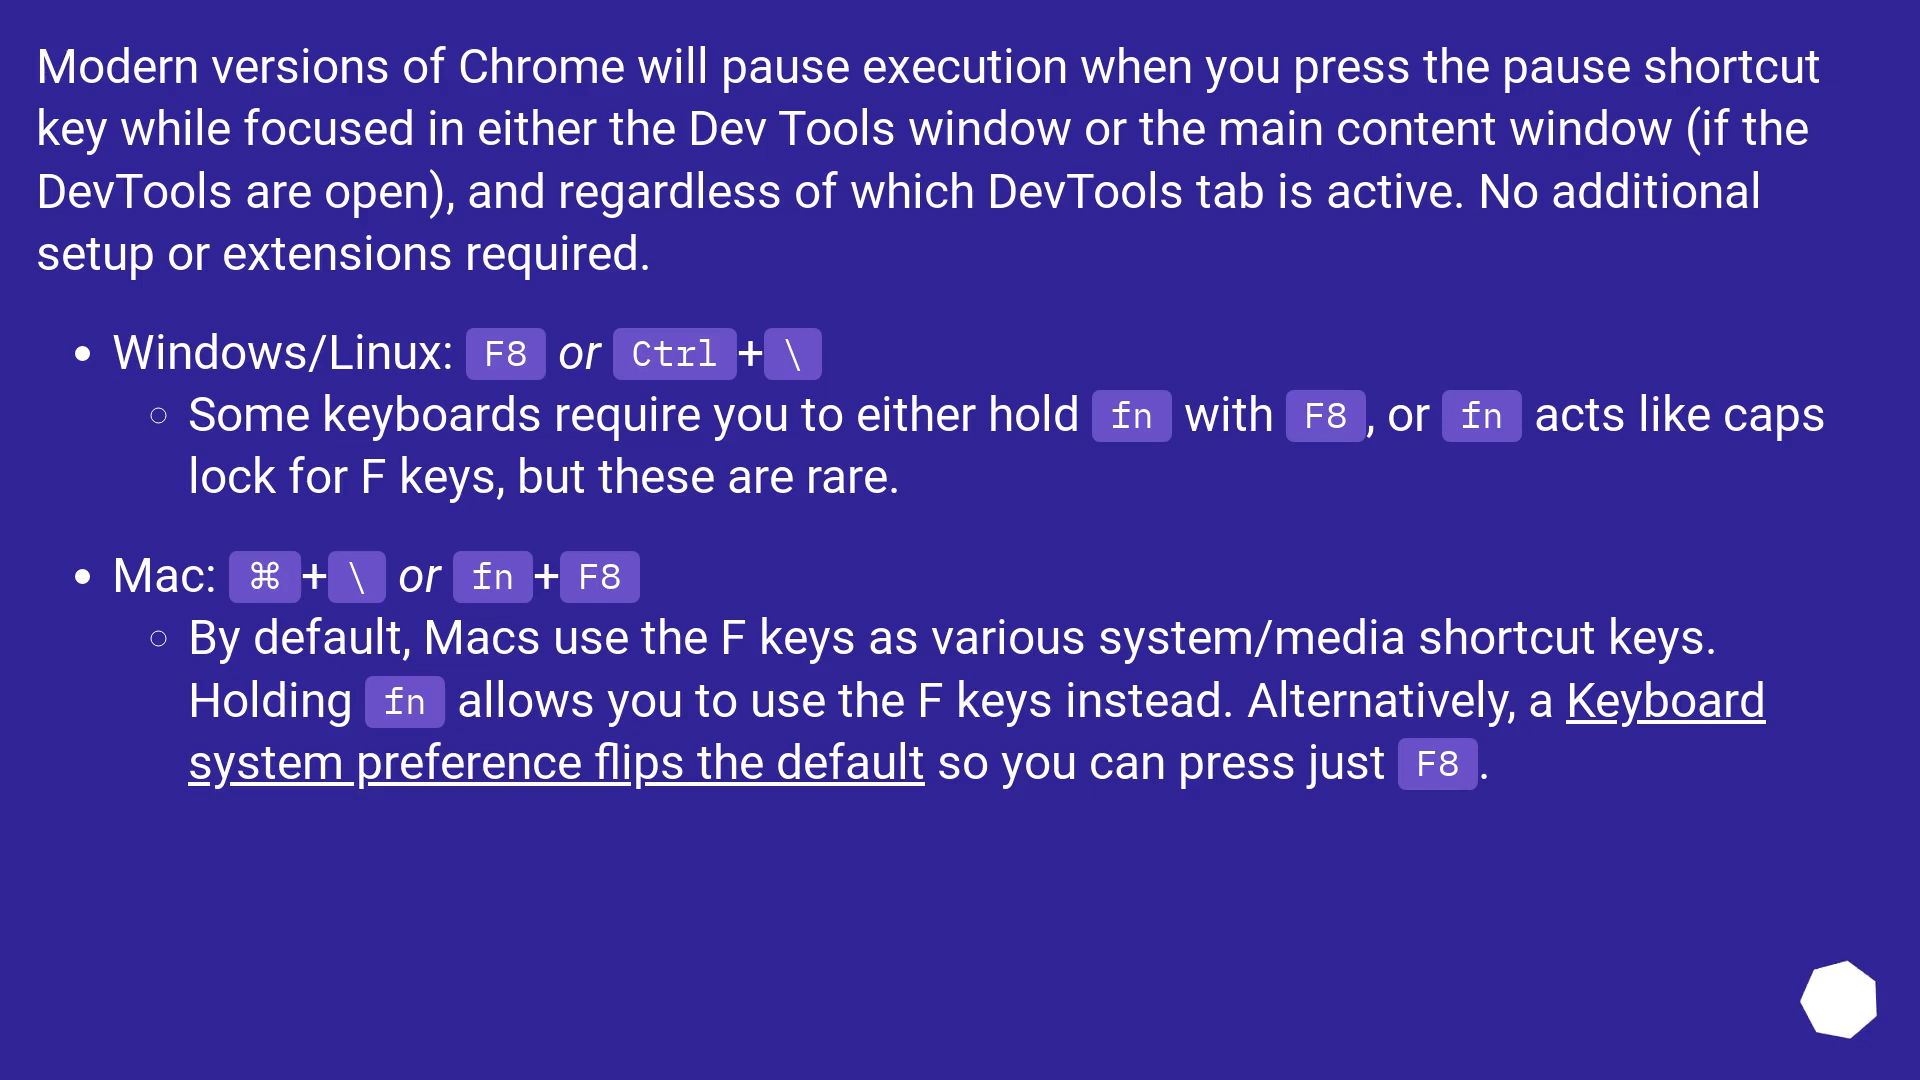 Modern versions of Chrome will pause execution when you press the pause shortcut
key while focused in either the Dev Tools window or the main content window (if the
DevTools are open), and regardless of which DevTools tab is active. No additional
setup or extensions required.
• Windows/Linux: F8 or Ctrl+\
○ Some keyboards require you to either hold fn with F8, or fn acts like caps
lock for F keys, but these are rare.
• Mac: ⌘+\ or fn+F8
○ By default, Macs use the F keys as various system/media shortcut keys.
Holding fn allows you to use the F keys instead. Alternatively, a Keyboard
system preference flips the default so you can press just F8.